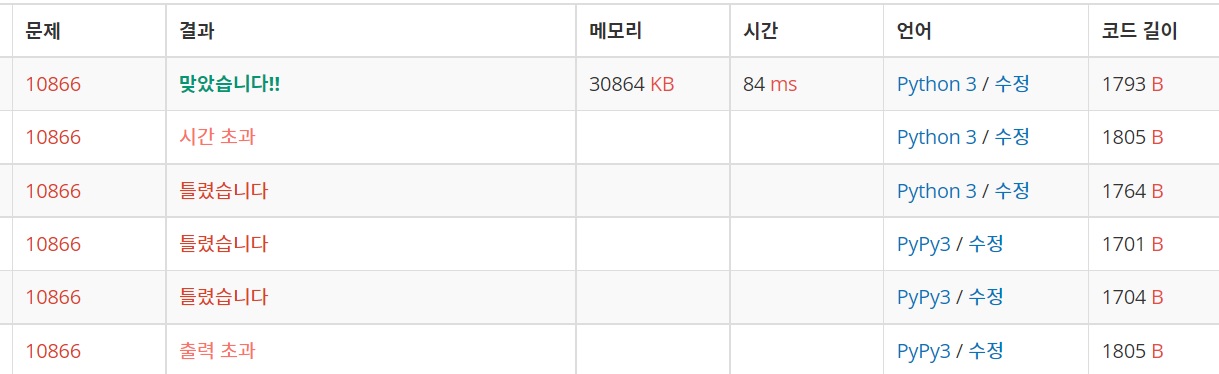 문제 결과 메모리 시간 언어 코드 길이
10866 맞았습니다!! 30864 KB 84 ms Python 3 / 수정 1793 B
10866 시간 초과 Python 3 / 수정 1805 B
10866 틀렸습니다 Python 3 / 수정 1764 B
10866 틀렸습니다 PyPy3 / 수정 1701 B
10866 틀렸습니다 PyPy3 / 수정 1704 B
10866 출력 초과 PyPy3 / 수정 1805 B